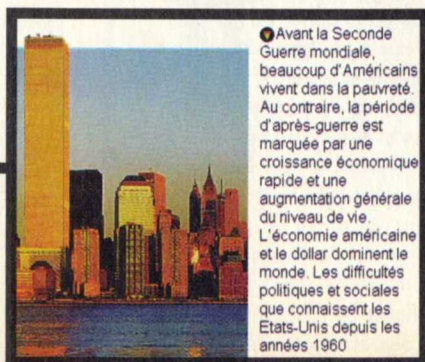 Avant la Seconde
Guerre mondiale,
beaucoup d'Américains
vivent dans la pauvreté.
Au contraire, la période
d'après-guerre est
marquée par une
croissance économique
rapide et une
augmentation générale
du niveau de vie.
L'économie américaine
et le dollar dominent le
monde. Les difficultés
politiques et sociales
que connaissent les
Etats-Unis depuis les
années 1960